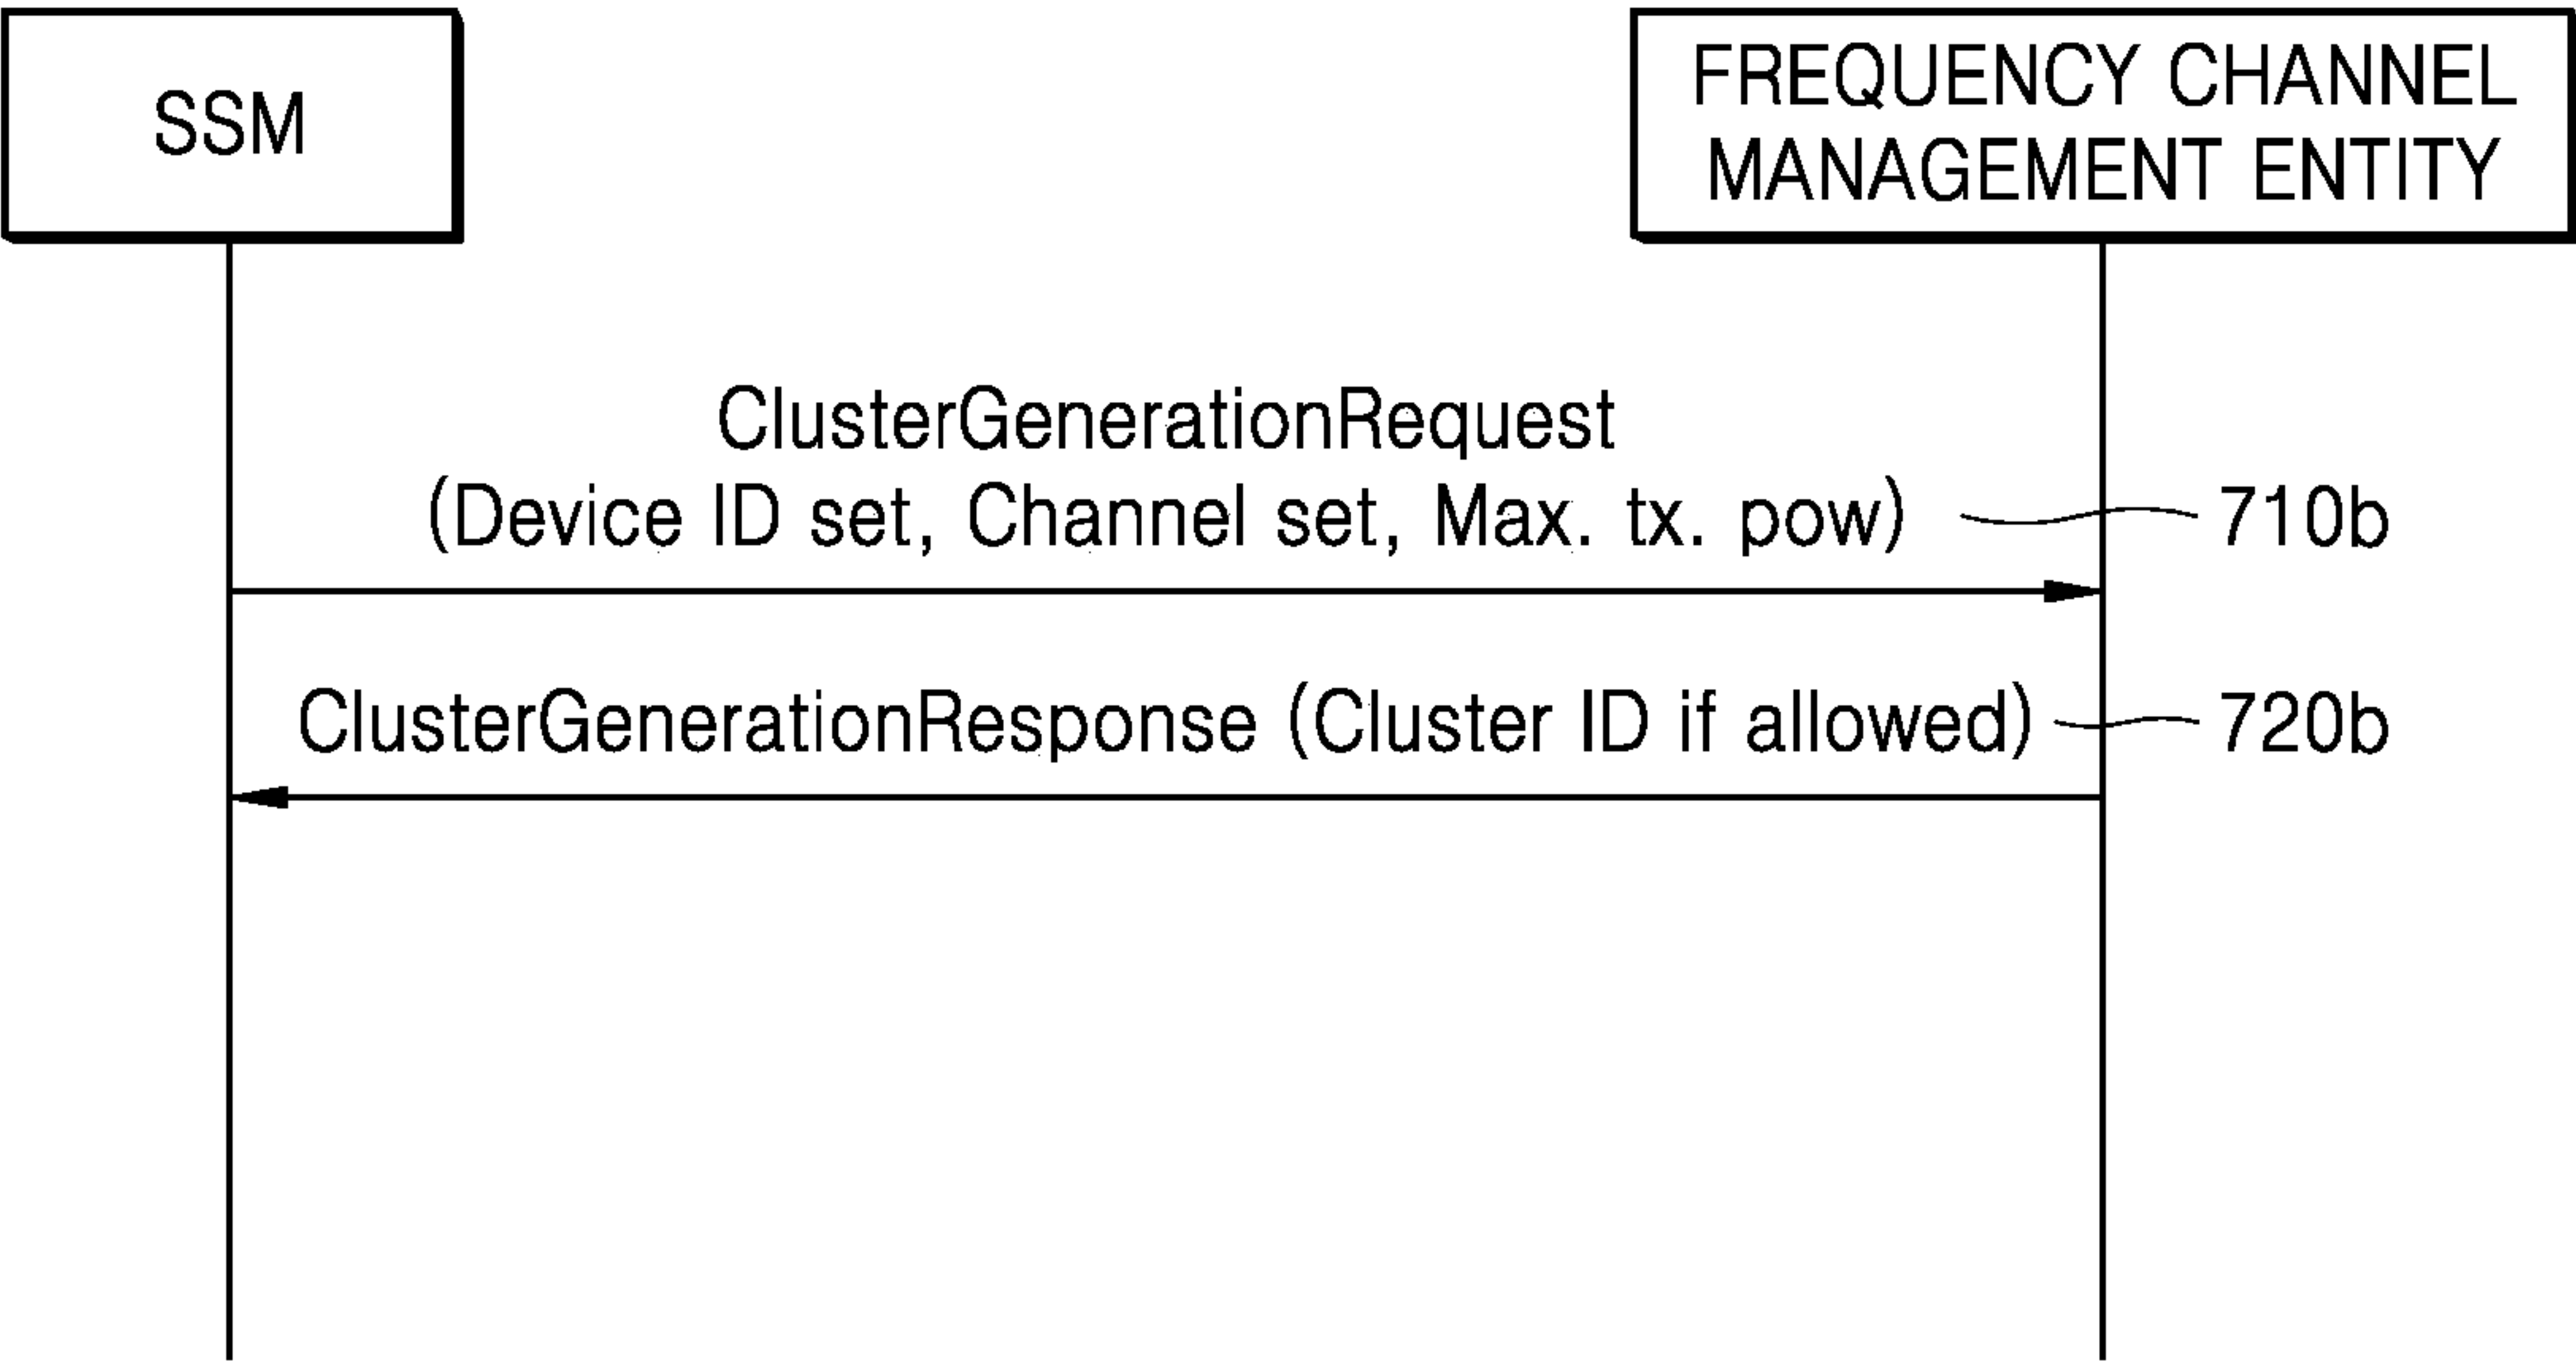 SSM
FREQUENCY CHANNEL
MANAGEMENT ENTITY
ClusterGenerationRequest
(Device ID set, Channel set, Max. tx. pow)
710b
ClusterGenerationResponse (Cluster ID if allowed)
720b